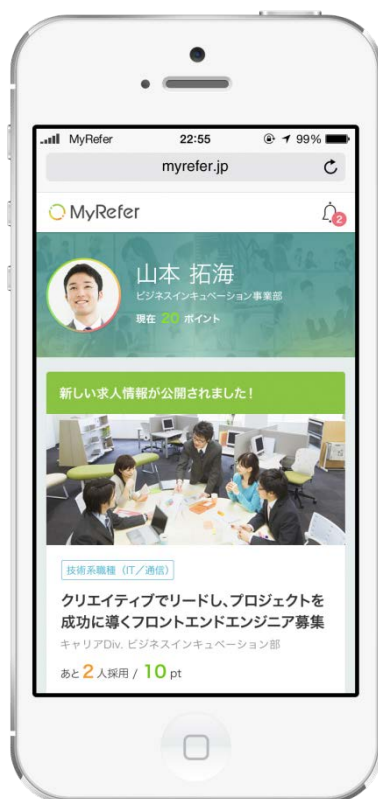 MyRefer 22:55 99%
myrefer.jp
MyRefer
2
山本 拓海
ビジネスインキュベーション事業部
現在 20 ポイント
新しい求人情報が公開されました！
技術系職種（IT／通信）
クリエイティブでリードし、プロジェクトを
成功に導くフロントエンドエンジニア募集
キャリアDiv. ビジネスインキュベーション部
あと2人採用 / 10 pt